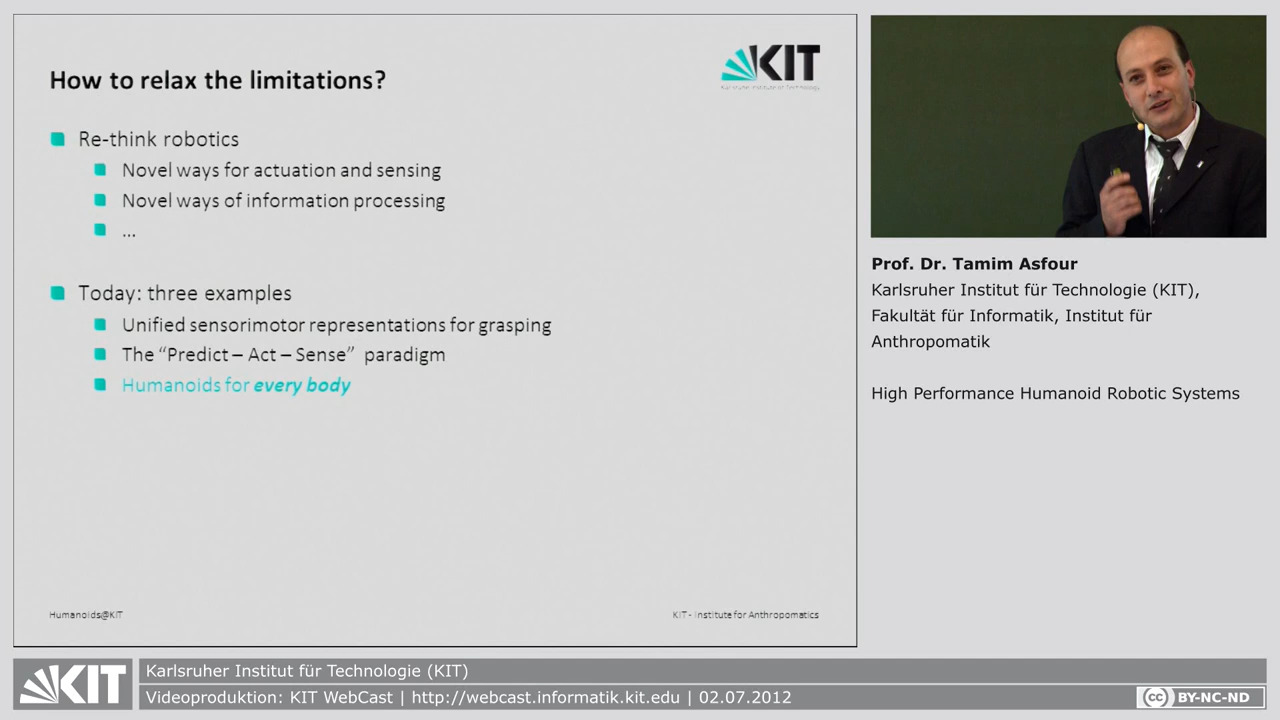 How to relax the limitations?
KIT
Karlsruhe Institute of Technology
Re-think robotics
Novel ways for actuation and sensing
Novel ways of information processing
...
Today: three examples
Unified sensorimotor representations for grasping
The “Predict – Act – Sense” paradigm
Humanoids for every body
Humanoids@KIT
KIT - Institute for Anthropomatics
Prof. Dr. Tamim Asfour
Karlsruher Institut für Technologie (KIT),
Fakultät für Informatik, Institut für
Anthropomatik
High Performance Humanoid Robotic Systems
KIT
Karlsruher Institut für Technologie (KIT)
Videoproduktion: KIT WebCast | http://webcast.informatik.kit.edu | 02.07.2012
cc BY-NC-ND